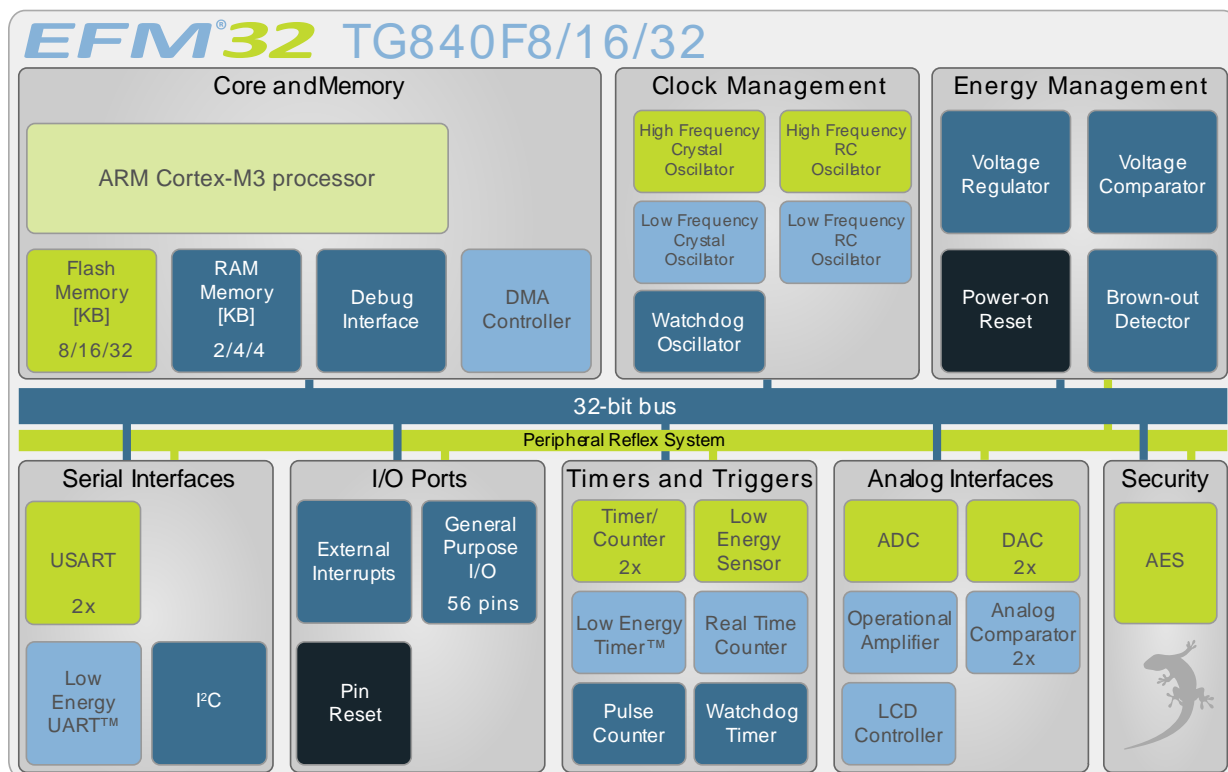 EFM®32 TG840F8/16/32
Core and Memory
ARM Cortex-M3 processor
Flash
Memory
[KB]
8/16/32
RAM
Memory
[KB]
2/4/4
Debug
Interface
DMA
Controller
Clock Management
High Frequency
Crystal
Oscillator
High Frequency
RC
Oscillator
Low Frequency
Crystal
Oscillator
Low Frequency
RC
Oscillator
Watchdog
Oscillator
Energy Management
Voltage
Regulator
Voltage
Comparator
Power-on
Reset
Brown-out
Detector
32-bit bus
Peripheral Reflex System
Serial Interfaces
USART
2x
Low
Energy
UART™
I²C
I/O Ports
External
Interrupts
General
Purpose
I/O
56 pins
Pin
Reset
Timers and Triggers
Timer/
Counter
2x
Low
Energy
Sensor
Low Energy
Timer™
Real Time
Counter
Pulse
Counter
Watchdog
Timer
Analog Interfaces
ADC
DAC
2x
Operational
Amplifier
Analog
Comparator
2x
LCD
Controller
Security
AES